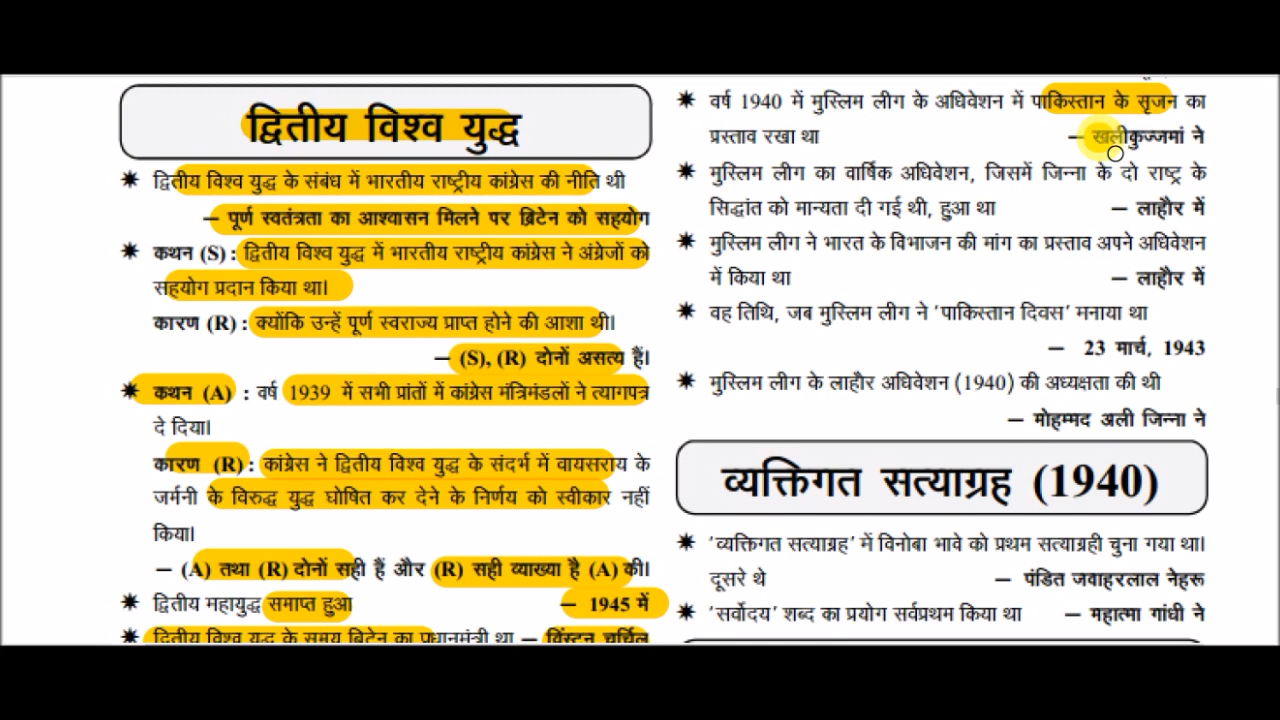 द्वितीय विश्व युद्ध
✷ द्वितीय विश्व युद्ध के संबंध में भारतीय राष्ट्रीय कांग्रेस की नीति थी
– पूर्ण स्वतंत्रता का आश्वासन मिलने पर ब्रिटेन को सहयोग
✷ कथन (S) : द्वितीय विश्व युद्ध में भारतीय राष्ट्रीय कांग्रेस ने अंग्रेजों को
सहयोग प्रदान किया था।
कारण (R) : क्योंकि उन्हें पूर्ण स्वराज्य प्राप्त होने की आशा थी।
– (S), (R) दोनों असत्य हैं।
✷ कथन (A) : वर्ष 1939 में सभी प्रांतों में कांग्रेस मंत्रिमंडलों ने त्यागपत्र
दे दिया।
कारण (R) : कांग्रेस ने द्वितीय विश्व युद्ध के संदर्भ में वायसराय के
जर्मनी के विरुद्ध युद्ध घोषित कर देने के निर्णय को स्वीकार नहीं
किया।
– (A) तथा (R) दोनों सही हैं और (R) सही व्याख्या है (A) की।
✷ द्वितीय महायुद्ध समाप्त हुआ – 1945 में
✷ द्वितीय विश्व युद्ध के समय ब्रिटेन का प्रधानमंत्री था – विंस्टन चर्चिल
✷ वर्ष 1940 में मुस्लिम लीग के अधिवेशन में पाकिस्तान के सृजन का
प्रस्ताव रखा था – खलीकुज्जमां ने
✷ मुस्लिम लीग का वार्षिक अधिवेशन, जिसमें जिन्ना के दो राष्ट्र के
सिद्धांत को मान्यता दी गई थी, हुआ था – लाहौर में
✷ मुस्लिम लीग ने भारत के विभाजन की मांग का प्रस्ताव अपने अधिवेशन
में किया था – लाहौर में
✷ वह तिथि, जब मुस्लिम लीग ने ‘पाकिस्तान दिवस’ मनाया था
– 23 मार्च, 1943
✷ मुस्लिम लीग के लाहौर अधिवेशन (1940) की अध्यक्षता की थी
– मोहम्मद अली जिन्ना ने
व्यक्तिगत सत्याग्रह (1940)
✷ ‘व्यक्तिगत सत्याग्रह’ में विनोबा भावे को प्रथम सत्याग्रही चुना गया था।
दूसरे थे – पंडित जवाहरलाल नेहरू
✷ ‘सर्वोदय’ शब्द का प्रयोग सर्वप्रथम किया था – महात्मा गांधी ने